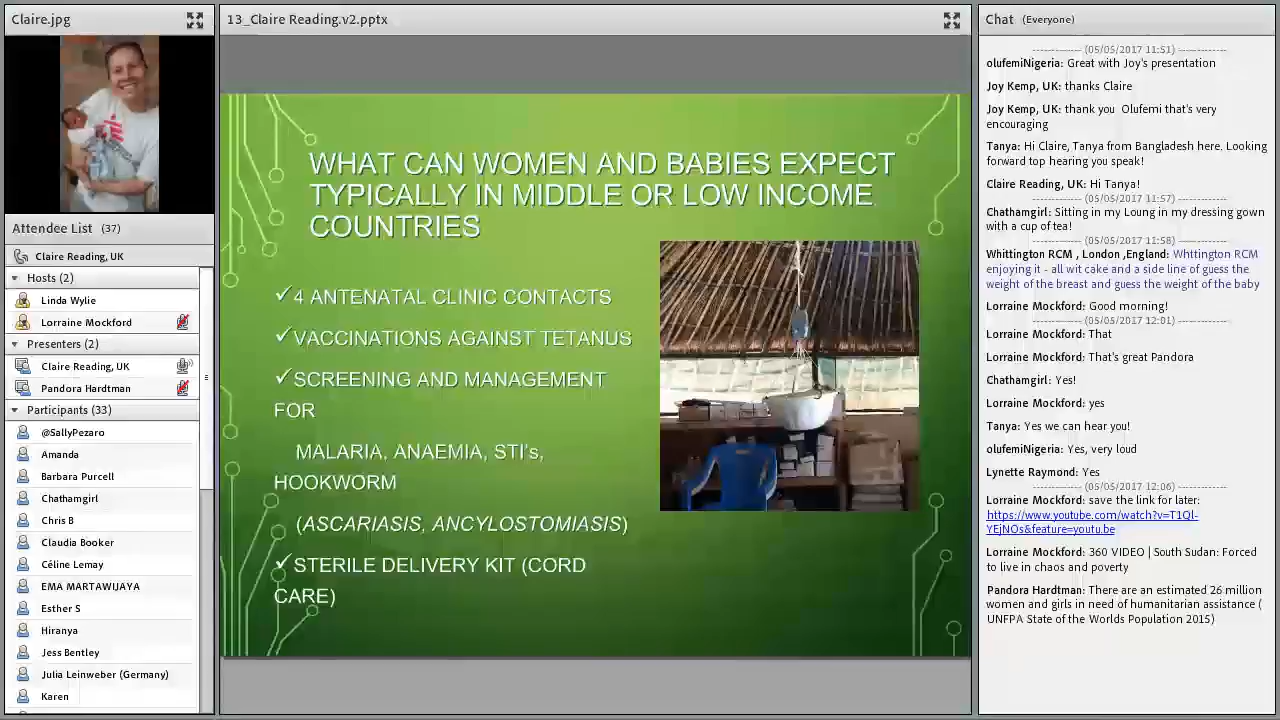 Claire.jpg
Attendee List (37)
Claire Reading, UK
Hosts (2)
Linda Wylie
Lorraine Mockford
Presenters (2)
Claire Reading, UK
Pandora Hardtman
Participants (33)
@SallyPezaro
Amanda
Barbara Purcell
Chathamgirl
Chris B
Claudia Booker
Céline Lemay
EMA MARTAWIJAYA
Esther S
Hiranya
Jess Bentley
Julia Leinweber (Germany)
Karen
13_Claire Reading.v2.pptx
WHAT CAN WOMEN AND BABIES EXPECT
TYPICALLY IN MIDDLE OR LOW INCOME
COUNTRIES
✓4 ANTENATAL CLINIC CONTACTS
✓VACCINATIONS AGAINST TETANUS
✓SCREENING AND MANAGEMENT
FOR
MALARIA, ANAEMIA, STI's,
HOOKWORM
(ASCARIASIS, ANCYLOSTOMIASIS)
✓STERILE DELIVERY KIT (CORD
CARE)
Chat (Everyone)
-------------- (05/05/2017 11:51) --------------
olufemiNigeria: Great with Joy's presentation
Joy Kemp, UK: thanks Claire
Joy Kemp, UK: thank you Olufemi that's very
encouraging
Tanya: Hi Claire, Tanya from Bangladesh here. Looking
forward top hearing you speak!
Claire Reading, UK: Hi Tanya!
-------------- (05/05/2017 11:57) --------------
Chathamgirl: Sitting in my Loung in my dressing gown
with a cup of tea!
-------------- (05/05/2017 11:58) --------------
Whittington RCM , London ,England: Whttington RCM
enjoying it - all wit cake and a side line of guess the
weight of the breast and guess the weight of the baby
Lorraine Mockford: Good morning!
-------------- (05/05/2017 12:01) --------------
Lorraine Mockford: That
Lorraine Mockford: That's great Pandora
Chathamgirl: Yes!
Lorraine Mockford: yes
Tanya: Yes we can hear you!
olufemiNigeria: Yes, very loud
Lynette Raymond: Yes
-------------- (05/05/2017 12:06) --------------
Lorraine Mockford: save the link for later:
https://www.youtube.com/watch?v=T1Ql-
YEjNOs&feature=youtu.be
Lorraine Mockford: 360 VIDEO | South Sudan: Forced
to live in chaos and poverty
Pandora Hardtman: There are an estimated 26 million
women and girls in need of humanitarian assistance (
UNFPA State of the Worlds Population 2015)